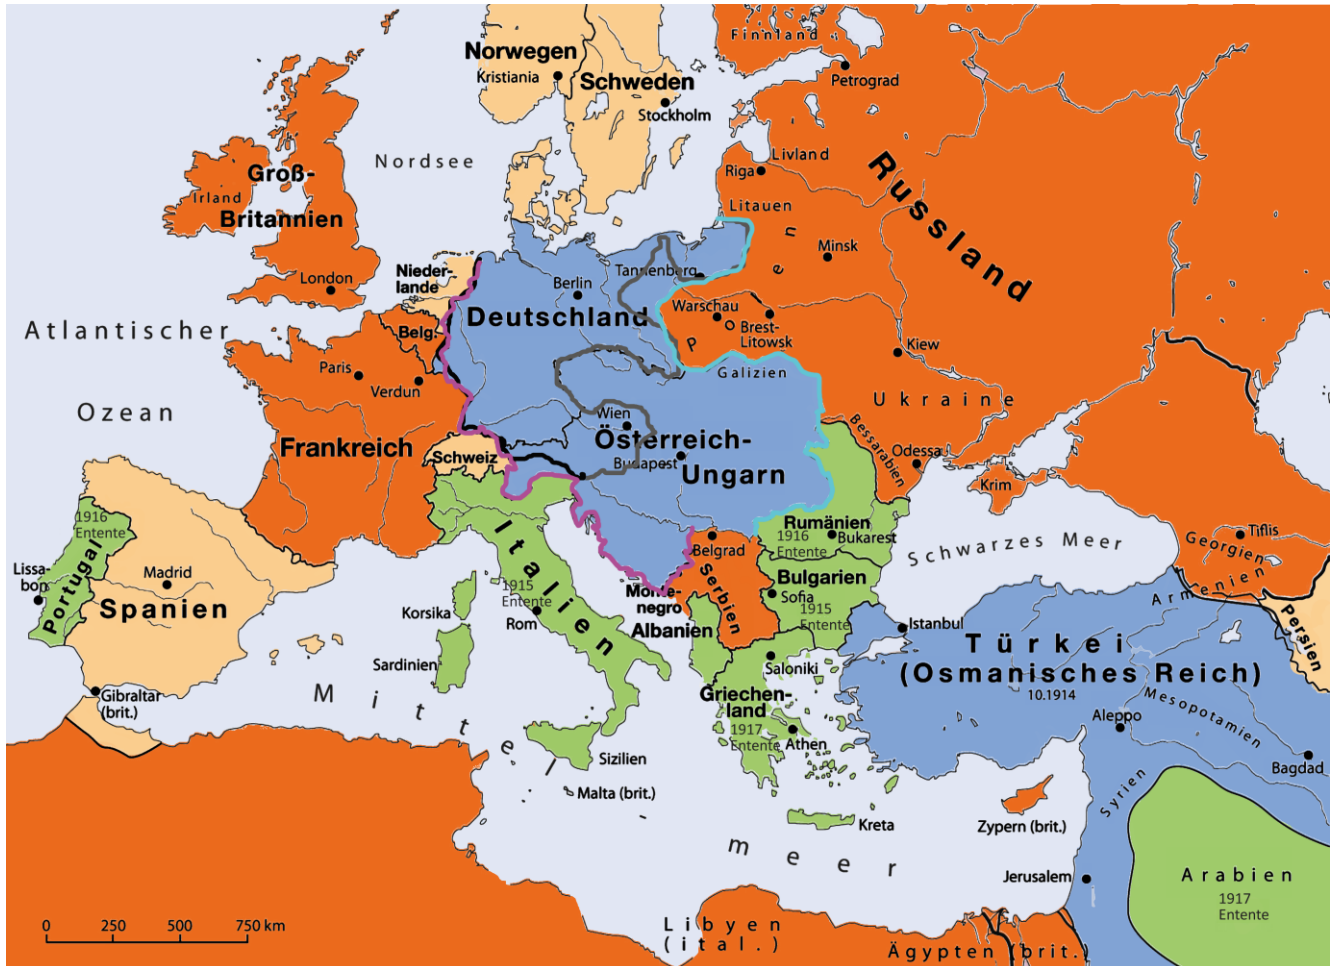 Finnland
Norwegen
Kristiania
Schweden
Stockholm
Petrograd
Nordsee
Livland
Riga
Russland
Groß-
Irland
Britannien
Litauen
Minsk
London
Nieder-
lande
Berlin
Tannenberg
Deutschland
Warschau
Polen
Brest-
Litowsk
Atlantischer
Ozean
Belg.
Paris
Verdun
Kiew
Galizien
Ukraine
Wien
Österreich-
Ungarn
Budapest
Frankreich
Schweiz
Bessarabien
Odessa
Krim
1916
Entente
Portugal
Lissa-
bon
Madrid
Spanien
Italien
1915
Entente
Rom
Korsika
Sardinien
Belgrad
Serbien
Monte-
negro
Albanien
Rumänien
1916
Entente
Bukarest
Bulgarien
Sofia
1915
Entente
Schwarzes Meer
Tiflis
Georgien
Armenien
Persien
Istanbul
Türkei
(Osmanisches Reich)
10.1914
Saloniki
Griechen-
land
1917
Entente
Athen
Gibraltar
(brit.)
Mittel-
meer
Sizilien
Malta (brit.)
Kreta
Zypern (brit.)
Aleppo
Mesopotamien
Bagdad
Syrien
Jerusalem
Arabien
1917
Entente
0 250 500 750 km
Libyen
(ital.)
Ägypten (brit.)